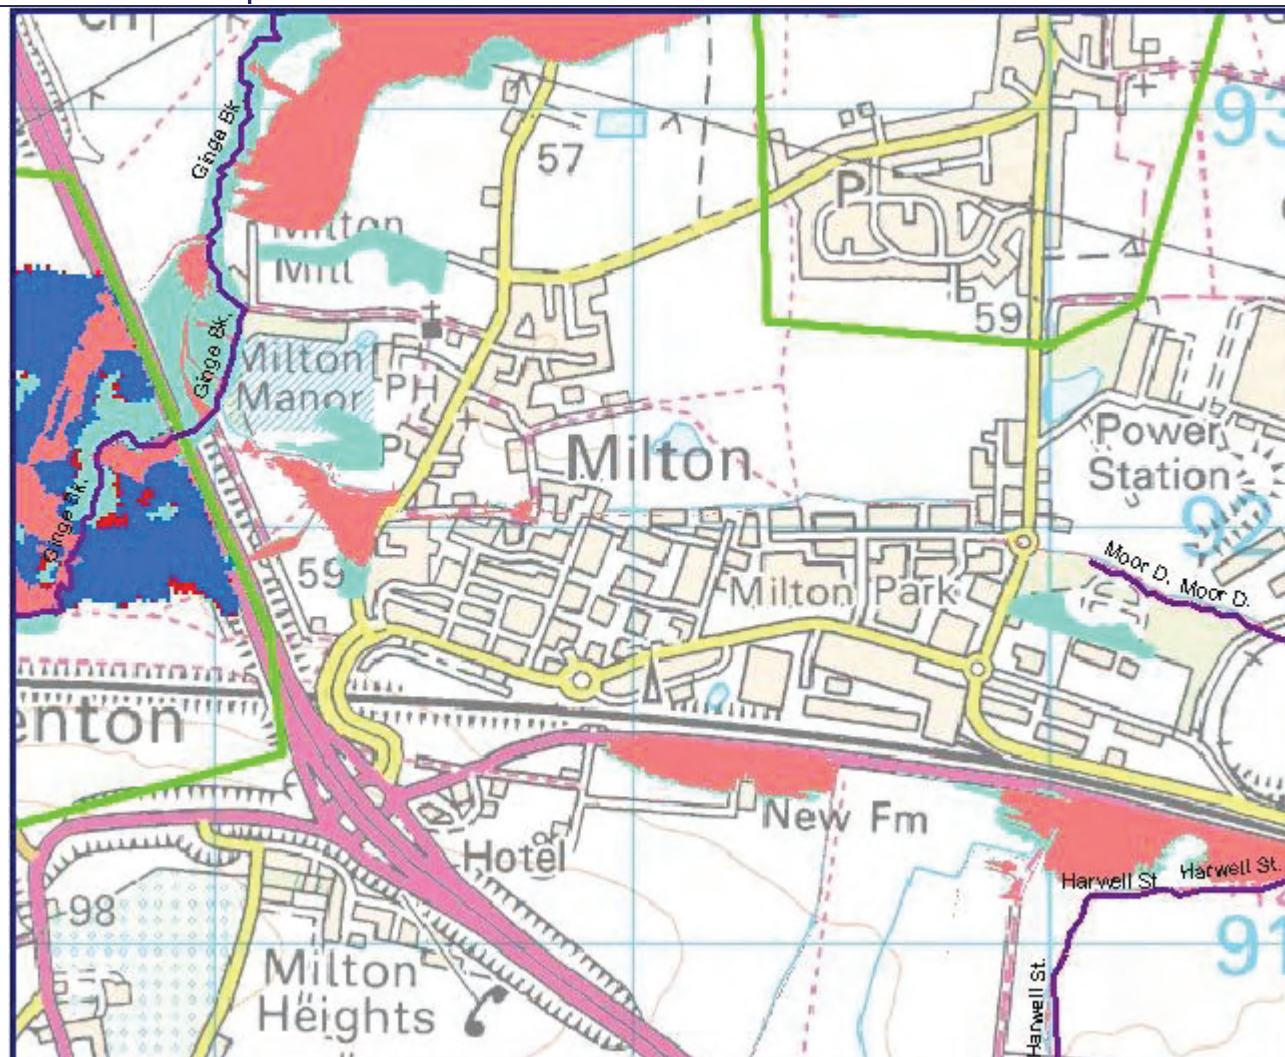 Ginge Bk.
57
93
P
Milton
Mill
59
Ginge Bk.
Milton
Manor
PH
P
Milton
Power
Station
92
Ginge Bk.
59
Milton Park
Moor D. Moor D.
enton
New Fm
Hotel
Harwell St.
Harwell St.
98
91
Milton
Heights
Harwell St.